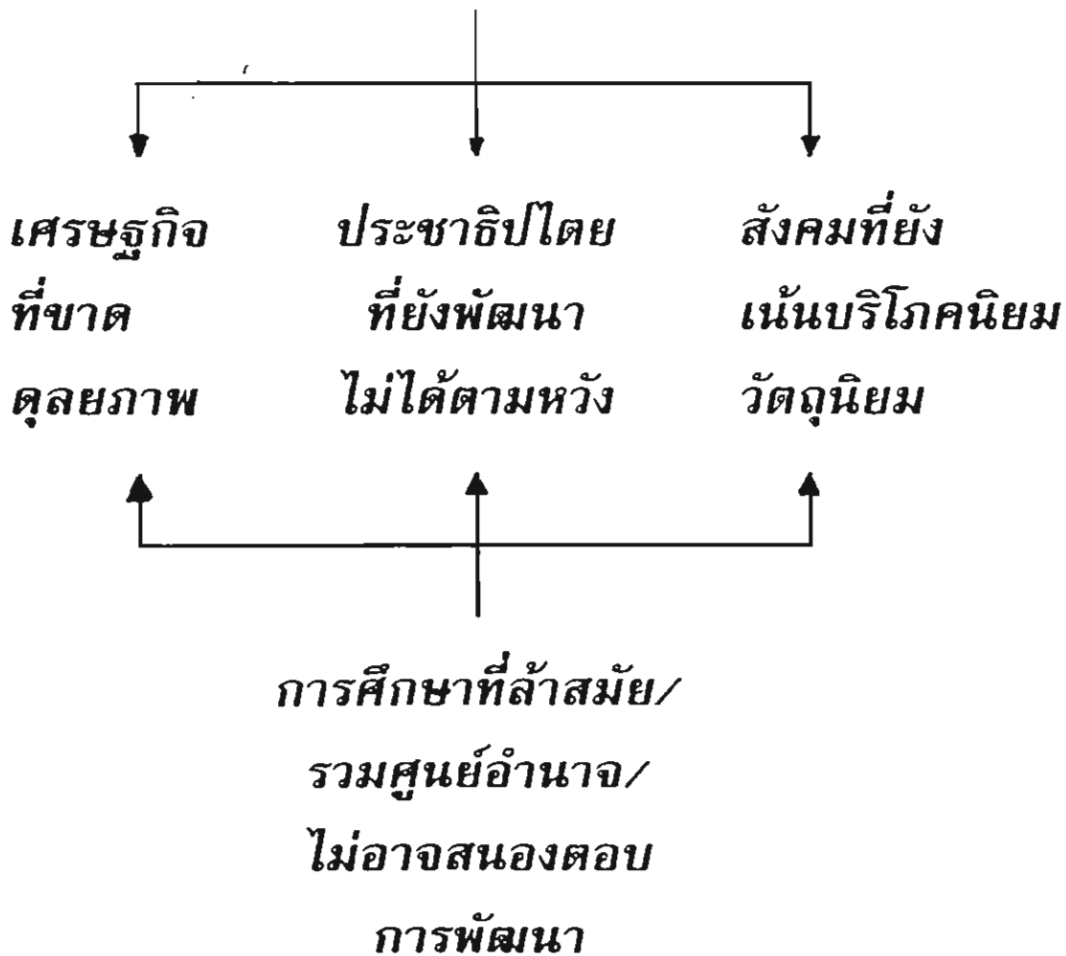 เศรษฐกิจ
ที่ขาด
ดุลยภาพ
ประชาธิปไตย
ที่ยังพัฒนา
ไม่ได้ตามหวัง
สังคมที่ยัง
เน้นบริโภคนิยม
วัตถุนิยม
การศึกษาที่ล้าสมัย/
รวมศูนย์อำนาจ/
ไม่อาจสนองตอบ
การพัฒนา